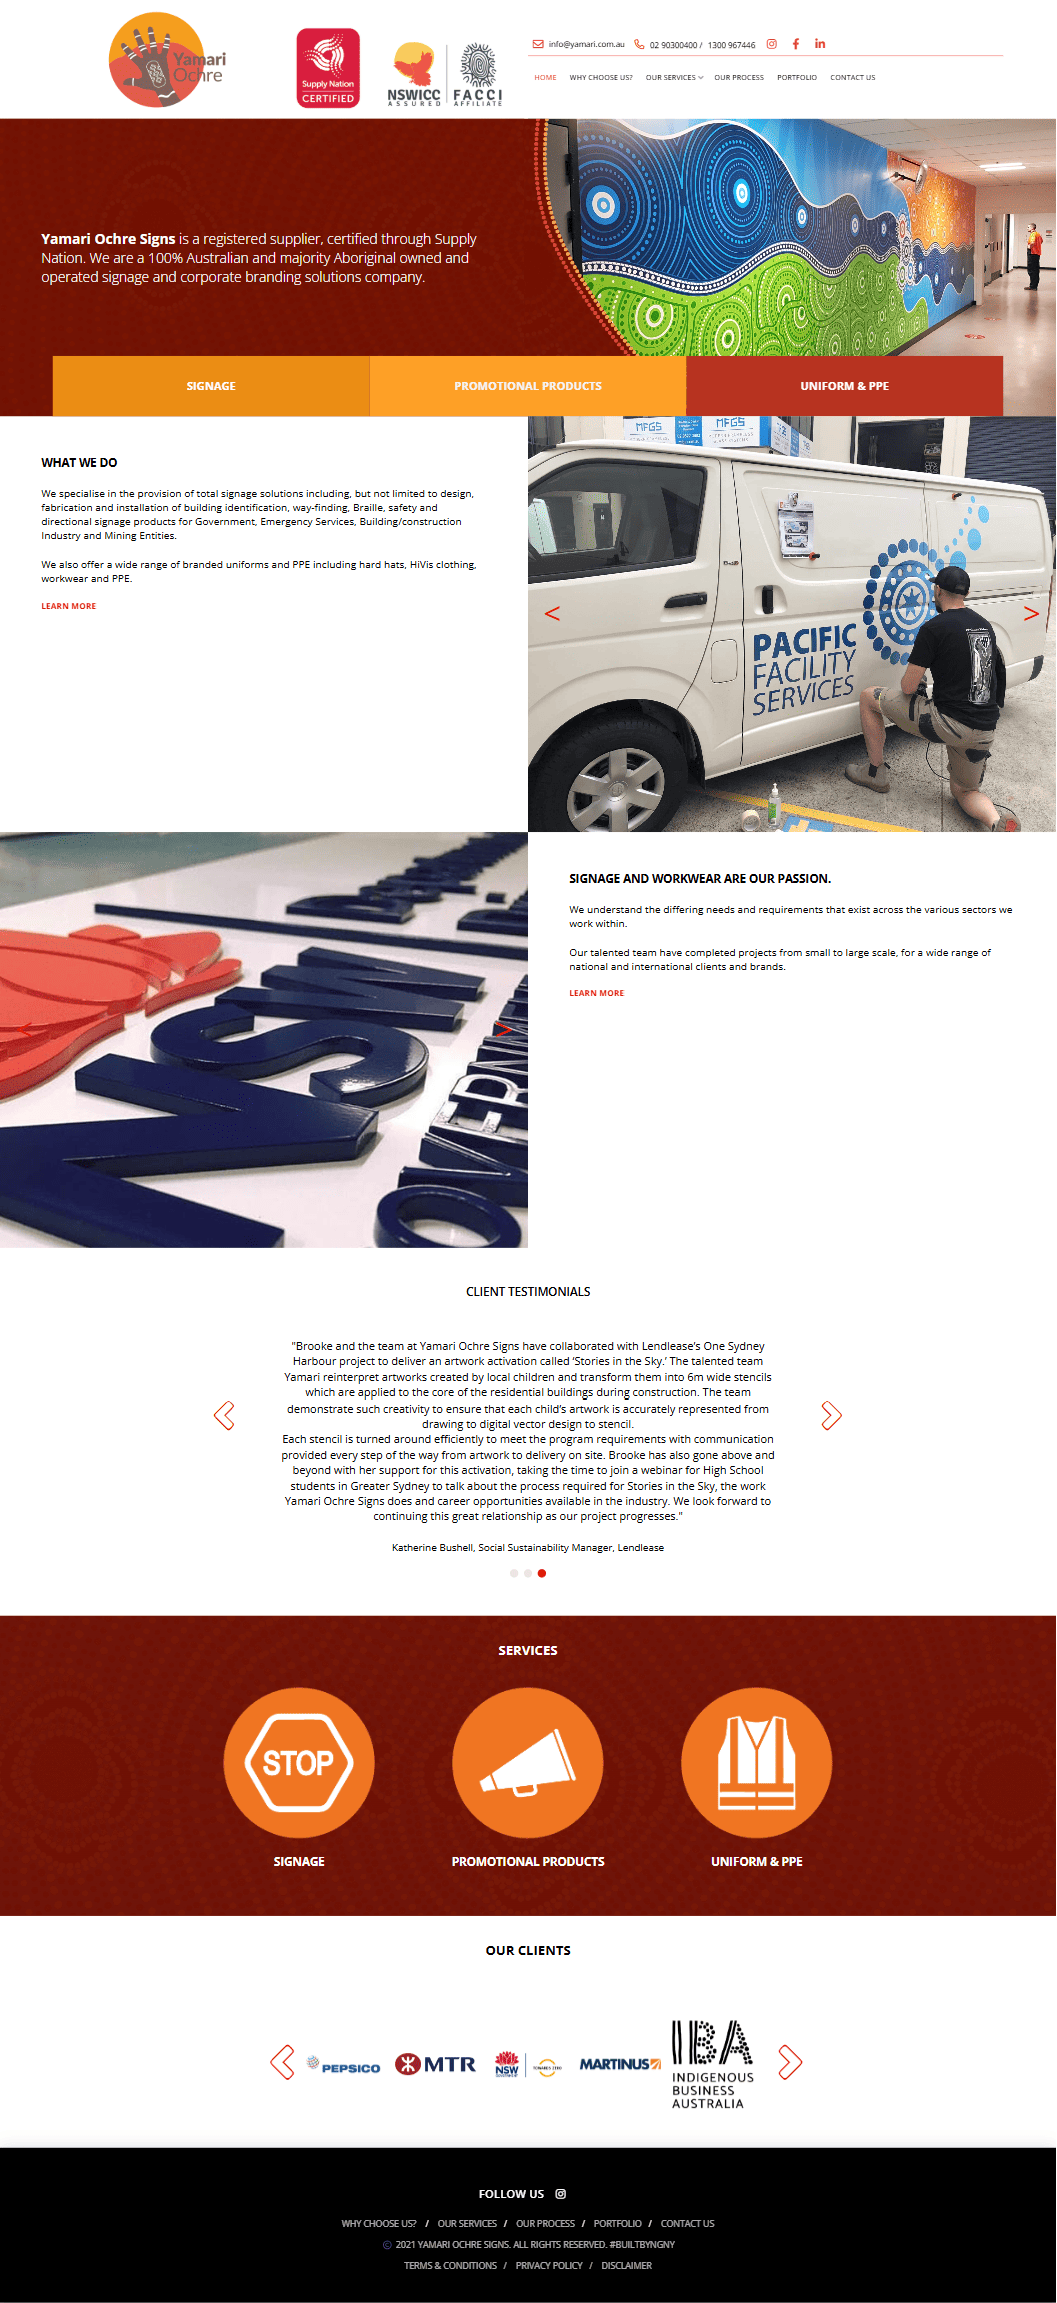 Yamari
Ochre
Supply Nation
CERTIFIED
NSWICC
ASSURED
FACCI
AFFILIATE
info@yamari.com.au 02 90300400 / 1300 967446
HOME WHY CHOOSE US? OUR SERVICES OUR PROCESS PORTFOLIO CONTACT US
Yamari Ochre Signs is a registered supplier, certified through Supply
Nation. We are a 100% Australian and majority Aboriginal owned and
operated signage and corporate branding solutions company.
SIGNAGE
PROMOTIONAL PRODUCTS
UNIFORM & PPE
WHAT WE DO
We specialise in the provision of total signage solutions including, but not limited to design,
fabrication and installation of building identification, way-finding, Braille, safety and
directional signage products for Government, Emergency Services, Building/construction
Industry and Mining Entities.
We also offer a wide range of branded uniforms and PPE including hard hats, HiVis clothing,
workwear and PPE.
LEARN MORE
MFGS
MFGS
PACIFIC
FACILITY
SERVICES
< >
SIGNAGE AND WORKWEAR ARE OUR PASSION.
We understand the differing needs and requirements that exist across the various sectors we
work within.
Our talented team have completed projects from small to large scale, for a wide range of
national and international clients and brands.
LEARN MORE
NSW
< >
CLIENT TESTIMONIALS
"Brooke and the team at Yamari Ochre Signs have collaborated with Lendlease's One Sydney
Harbour project to deliver an artwork activation called 'Stories in the Sky.' The talented team
Yamari reinterpret artworks created by local children and transform them into 6m wide stencils
which are applied to the core of the residential buildings during construction. The team
demonstrate such creativity to ensure that each child's artwork is accurately represented from
drawing to digital vector design to stencil.
Each stencil is turned around efficiently to meet the program requirements with communication
provided every step of the way from artwork to delivery on site. Brooke has also gone above and
beyond with her support for this activation, taking the time to join a webinar for High School
students in Greater Sydney to talk about the process required for Stories in the Sky, the work
Yamari Ochre Signs does and career opportunities available in the industry. We look forward to
continuing this great relationship as our project progresses."
Katherine Bushell, Social Sustainability Manager, Lendlease
SERVICES
STOP
SIGNAGE
PROMOTIONAL PRODUCTS
UNIFORM & PPE
OUR CLIENTS
PEPSICO
MTR
NSW
GOVERNMENT
TOWARDS ZERO
MARTINUS
IBA
INDIGENOUS
BUSINESS
AUSTRALIA
FOLLOW US
WHY CHOOSE US? / OUR SERVICES / OUR PROCESS / PORTFOLIO / CONTACT US
© 2021 YAMARI OCHRE SIGNS. ALL RIGHTS RESERVED. #BUILTBYNGNY
TERMS & CONDITIONS / PRIVACY POLICY / DISCLAIMER